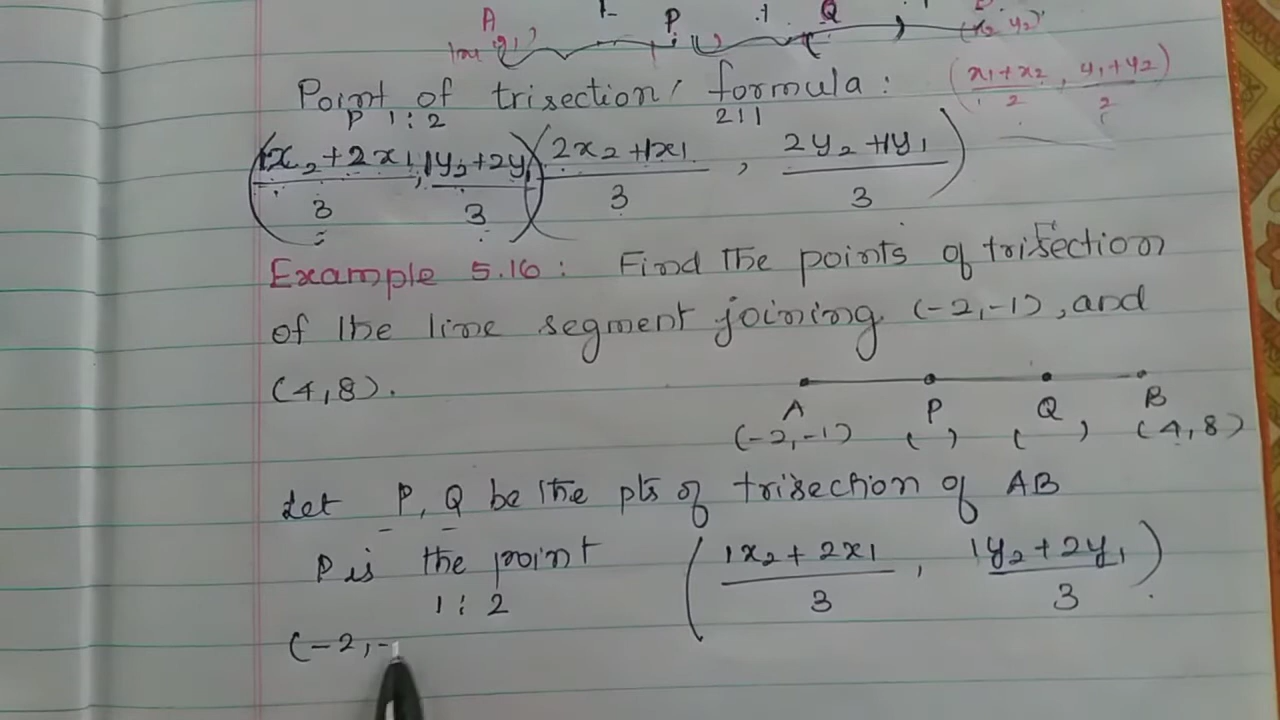 A P Q
Point of trisection formula : (x1+x2/2 , y1+y2/2)
P 1:2 2:1
(1x2+2x1/3 , 1y2+2y1/3) (2x2+1x1/3 , 2y2+1y1/3)
Example 5.16: Find the points of trisection
of the line segment joining (-2,-1), and
(4,8).
A P Q B
(-2,-1) ( , ) ( , ) (4,8)
Let P, Q be the pts of trisection of AB
P is the point (1x2+2x1/3 , 1y2+2y1/3).
1:2
(-2,-